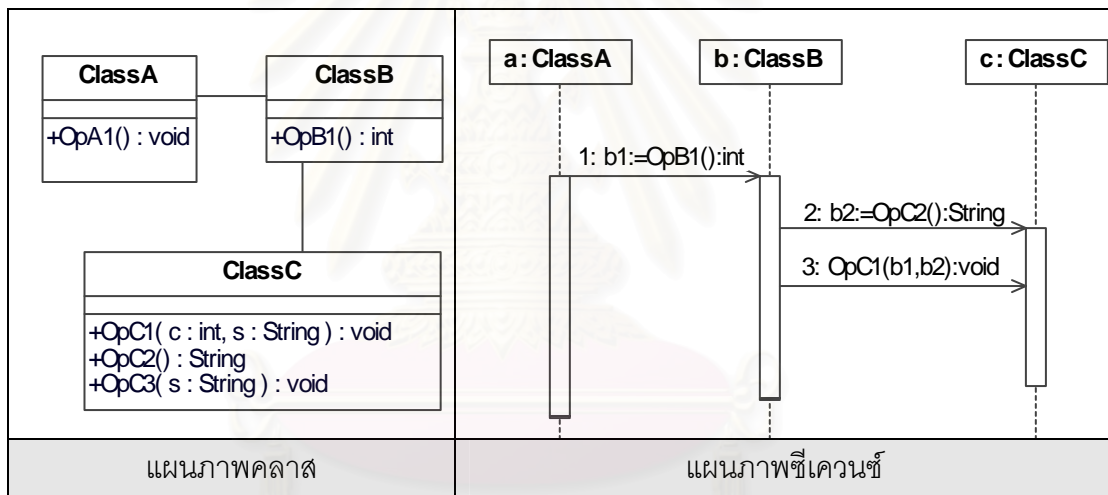 ClassA
+OpA1() : void
ClassB
+OpB1() : int
ClassC
+OpC1( c : int, s : String ) : void
+OpC2() : String
+OpC3( s : String ) : void
a : ClassA
b : ClassB
c : ClassC
1: b1:=OpB1():int
2: b2:=OpC2():String
3: OpC1(b1,b2):void
แผนภาพคลาส
แผนภาพซีเควนซ์